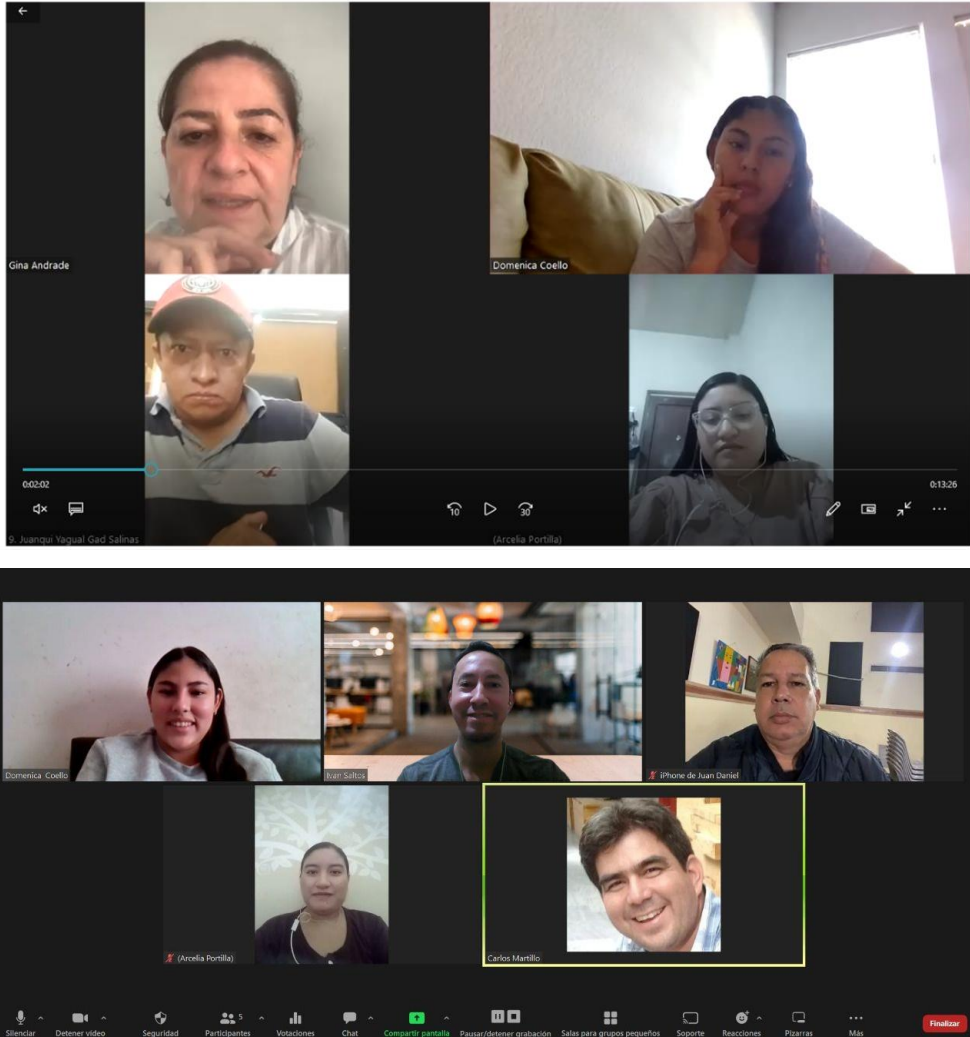 Gina Andrade
Domenica Coello
0:02:02
0:13:26
10
30
9. Juanqui Yagual Gad Salinas
(Arcelia Portilla)
Domenica Coello
Ivan Saltos
iPhone de Juan Daniel
(Arcelia Portilla)
Carlos Martillo
5
Silenciar
Detener video
Seguridad
Participantes
Votaciones
Chat
Compartir pantalla
Pausar/detener grabación
Salas para grupos pequeños
Soporte
Reacciones
Pizarras
Más
Finalizar